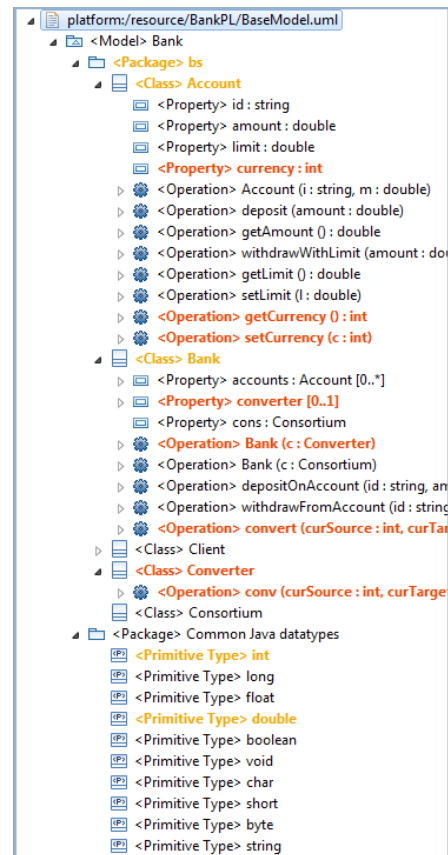 platform:/resource/BankPL/BaseModel.uml
<Model> Bank
<Package> bs
<Class> Account
<Property> id : string
<Property> amount : double
<Property> limit : double
<Property> currency : int
<Operation> Account (i : string, m : double)
<Operation> deposit (amount : double)
<Operation> getAmount () : double
<Operation> withdrawWithLimit (amount : dou
<Operation> getLimit () : double
<Operation> setLimit (l : double)
<Operation> getCurrency () : int
<Operation> setCurrency (c : int)
<Class> Bank
<Property> accounts : Account [0..*]
<Property> converter [0..1]
<Property> cons : Consortium
<Operation> Bank (c : Converter)
<Operation> Bank (c : Consortium)
<Operation> depositOnAccount (id : string, am
<Operation> withdrawFromAccount (id : string
<Operation> convert (curSource : int, curTar
<Class> Client
<Class> Converter
<Operation> conv (curSource : int, curTarge
<Class> Consortium
<Package> Common Java datatypes
<Primitive Type> int
<Primitive Type> long
<Primitive Type> float
<Primitive Type> double
<Primitive Type> boolean
<Primitive Type> void
<Primitive Type> char
<Primitive Type> short
<Primitive Type> byte
<Primitive Type> string